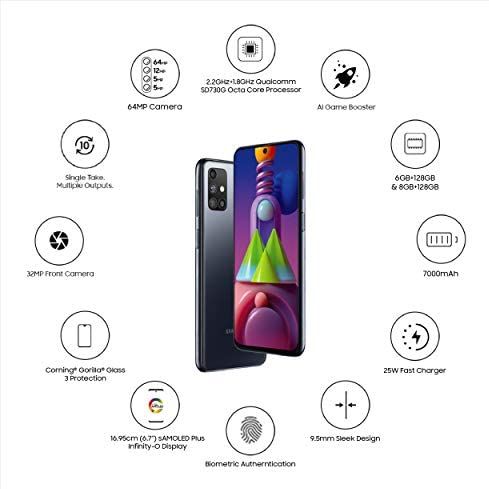 64MP
12MP
5MP
5MP
64MP Camera
2.2GHz+1.8GHz Qualcomm
SD730G Octa Core Processor
AI Game Booster
10
Single Take.
Multiple Outputs.
6GB+128GB
& 8GB+128GB
32MP Front Camera
7000mAh
Corning® Gorilla® Glass
3 Protection
25W Fast Charger
16.95cm (6.7") sAMOLED Plus
Infinity-O Display
9.5mm Sleek Design
Biometric Autherntication